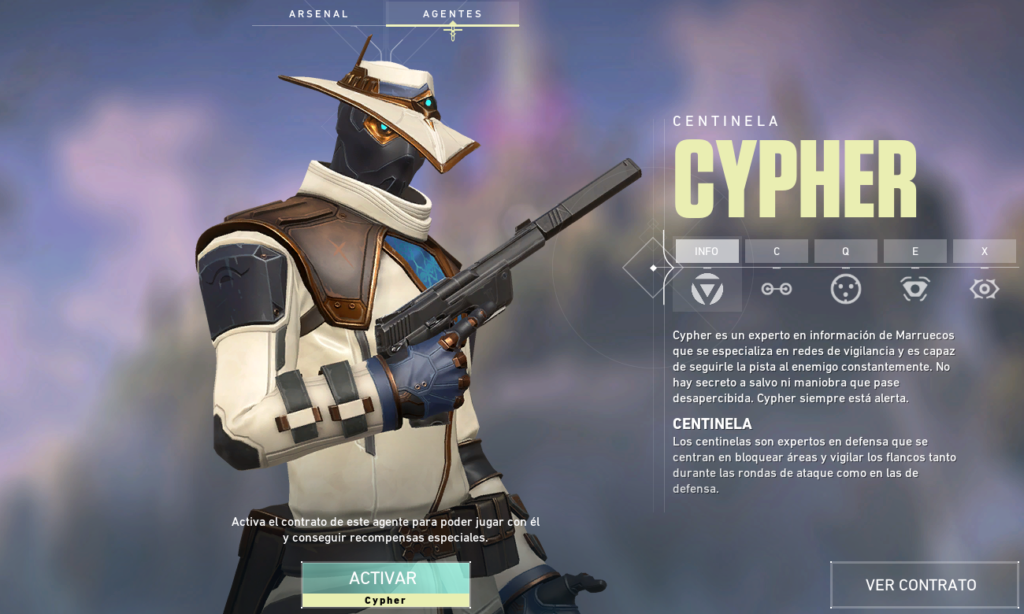 ARSENAL
AGENTES
CENTINELA
CYPHER
INFO
C
Q
E
X
Cypher es un experto en información de Marruecos
que se especializa en redes de vigilancia y es capaz
de seguirle la pista al enemigo constantemente. No
hay secreto a salvo ni maniobra que pase
desapercibida. Cypher siempre está alerta.
CENTINELA
Los centinelas son expertos en defensa que se
centran en bloquear áreas y vigilar los flancos tanto
durante las rondas de ataque como en las de
defensa.
Activa el contrato de este agente para poder jugar con él
y conseguir recompensas especiales.
ACTIVAR
Cypher
VER CONTRATO